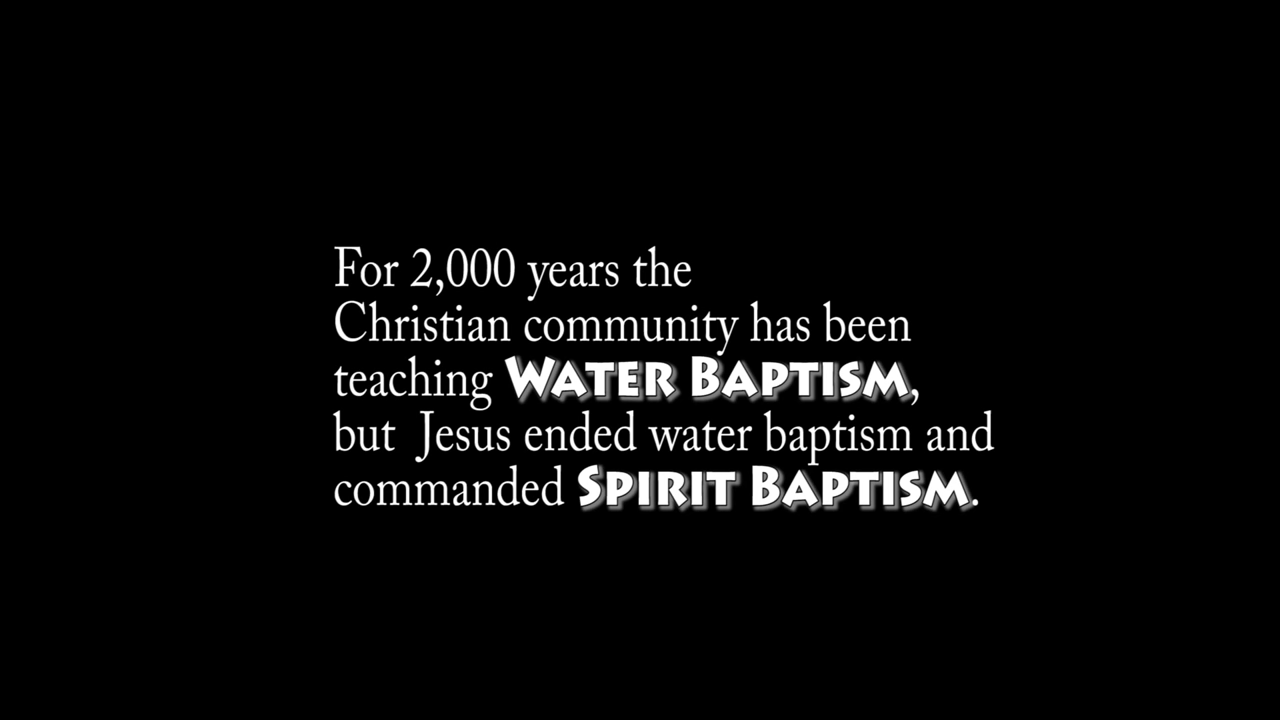 For 2,000 years the
Christian community has been
teaching WATER BAPTISM,
but  Jesus ended water baptism and
commanded SPIRIT BAPTISM.